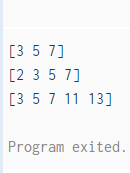 [3 5 7]
[2 3 5 7]
[3 5 7 11 13]
Program exited.